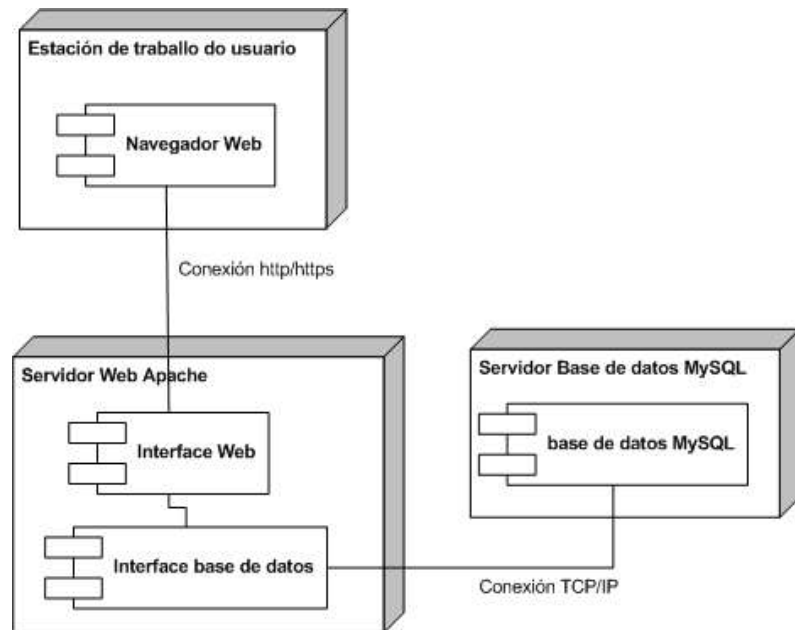 Estación de traballo do usuario
Navegador Web
Conexión http/https
Servidor Web Apache
Interface Web
Interface base de datos
Servidor Base de datos MySQL
base de datos MySQL
Conexión TCP/IP